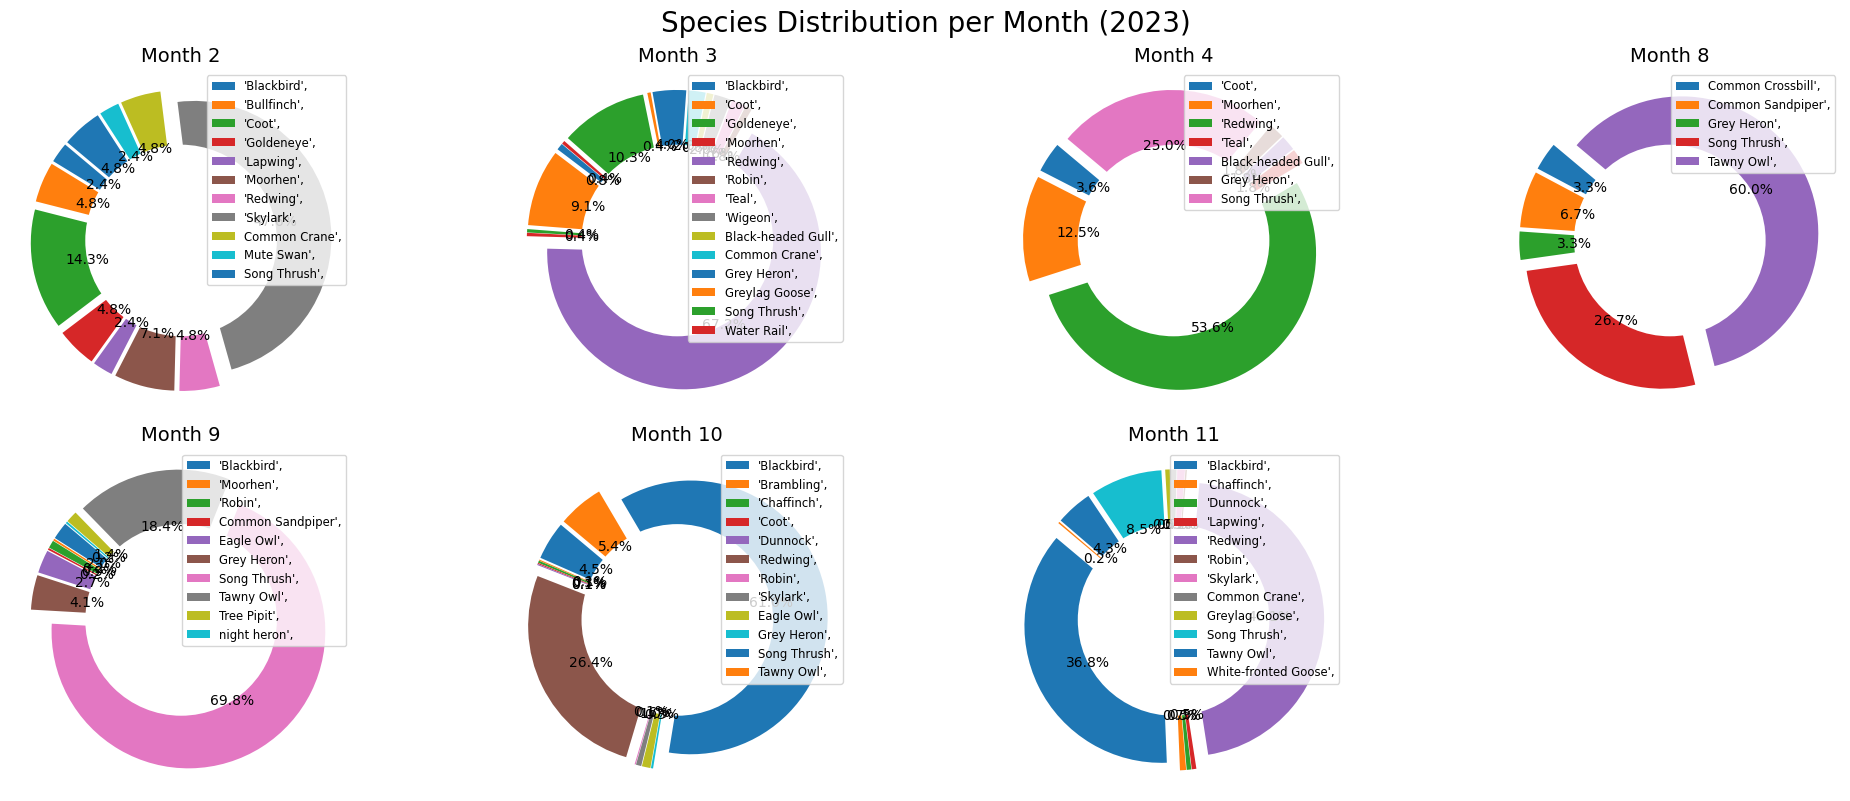 Species Distribution per Month (2023)
Month 2
'Blackbird',
'Bullfinch',
'Coot',
'Goldeneye',
'Lapwing',
'Moorhen',
'Redwing',
'Skylark',
Common Crane',
Mute Swan',
Song Thrush',
4.8%
2.4%
4.8%
2.4%
4.8%
14.3%
4.8%
2.4%
7.1%
4.8%
Month 3
'Blackbird',
'Coot',
'Goldeneye',
'Moorhen',
'Redwing',
'Robin',
'Teal',
'Wigeon',
Black-headed Gull',
Common Crane',
Grey Heron',
Greylag Goose',
Song Thrush',
Water Rail',
10.3%
9.1%
0.4%
Month 4
'Coot',
'Moorhen',
'Redwing',
'Teal',
Black-headed Gull',
Grey Heron',
Song Thrush',
25.0%
3.6%
12.5%
1.8%
53.6%
Month 8
Common Crossbill',
Common Sandpiper',
Grey Heron',
Song Thrush',
Tawny Owl',
3.3%
6.7%
3.3%
26.7%
60.0%
Month 9
'Blackbird',
'Moorhen',
'Robin',
Common Sandpiper',
Eagle Owl',
Grey Heron',
Song Thrush',
Tawny Owl',
Tree Pipit',
night heron',
18.4%
1.4%
2.7%
4.1%
69.8%
Month 10
'Blackbird',
'Brambling',
'Chaffinch',
'Coot',
'Dunnock',
'Redwing',
'Robin',
'Skylark',
Eagle Owl',
Grey Heron',
Song Thrush',
Tawny Owl',
5.4%
4.5%
0.1%
26.4%
Month 11
'Blackbird',
'Chaffinch',
'Dunnock',
'Lapwing',
'Redwing',
'Robin',
'Skylark',
Common Crane',
Greylag Goose',
Song Thrush',
Tawny Owl',
White-fronted Goose',
8.5%
4.3%
0.2%
36.8%